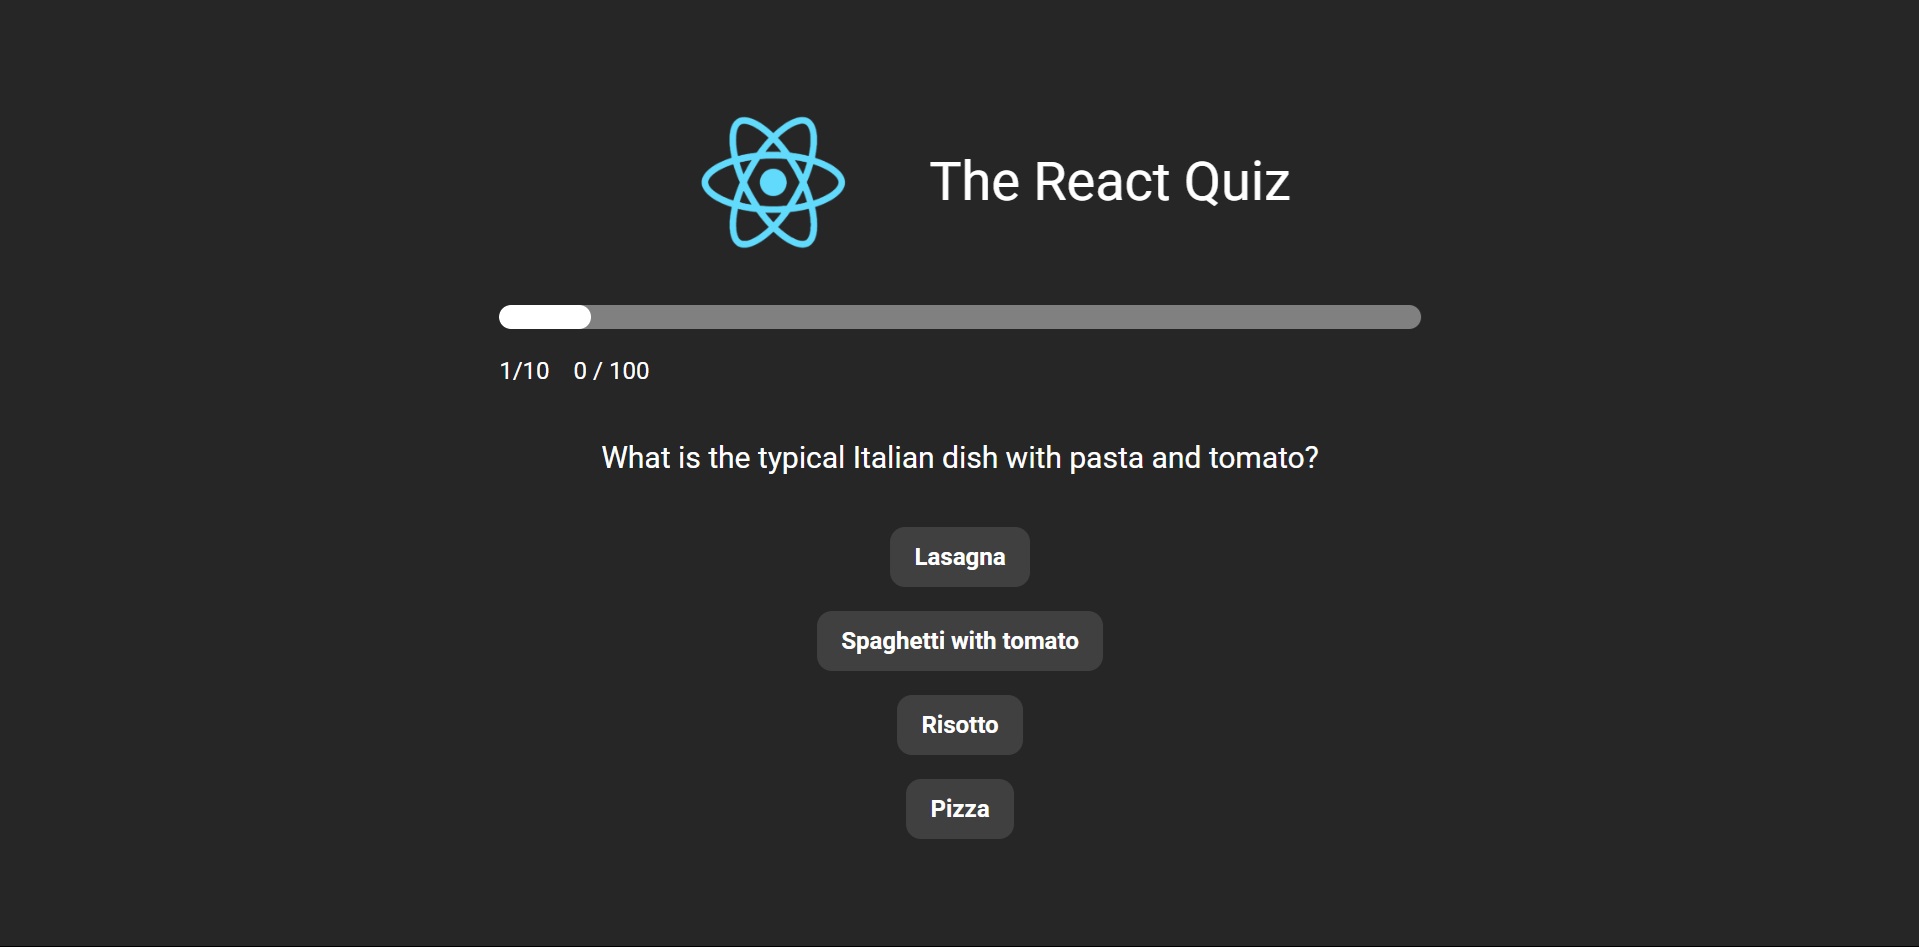 The React Quiz
1/10 0 / 100
What is the typical Italian dish with pasta and tomato?
Lasagna
Spaghetti with tomato
Risotto
Pizza